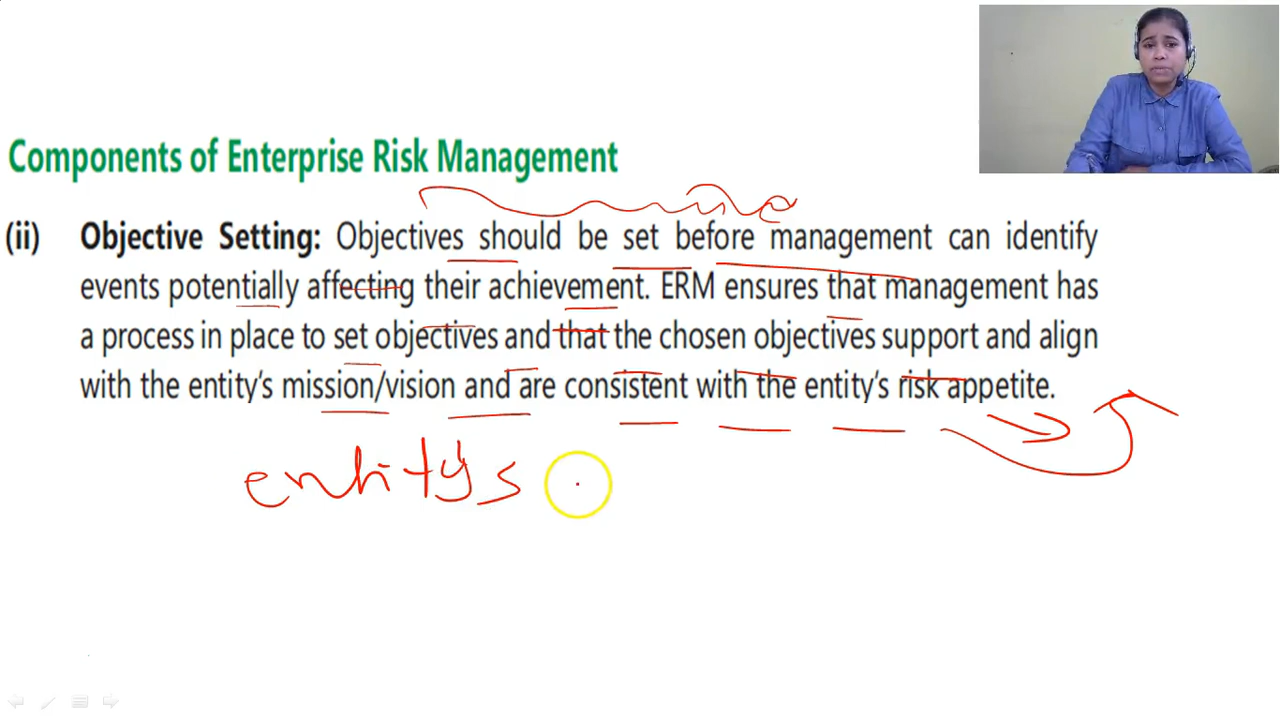 Components of Enterprise Risk Management
(ii) Objective Setting: Objectives should be set before management can identify
events potentially affecting their achievement. ERM ensures that management has
a process in place to set objectives and that the chosen objectives support and align
with the entity's mission/vision and are consistent with the entity's risk appetite.
entitys